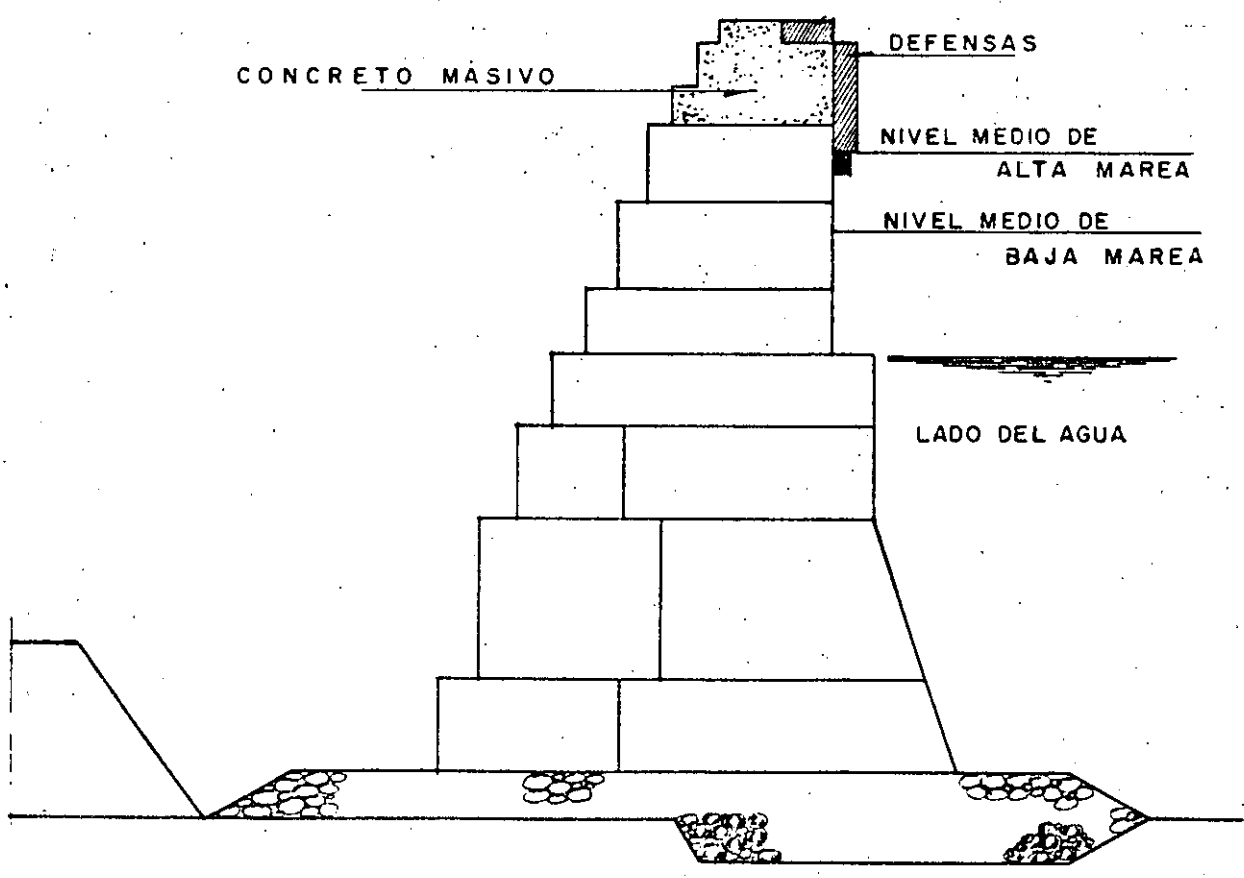 DEFENSAS
CONCRETO MASIVO
NIVEL MEDIO DE
ALTA MAREA
NIVEL MEDIO DE
BAJA MAREA
LADO DEL AGUA